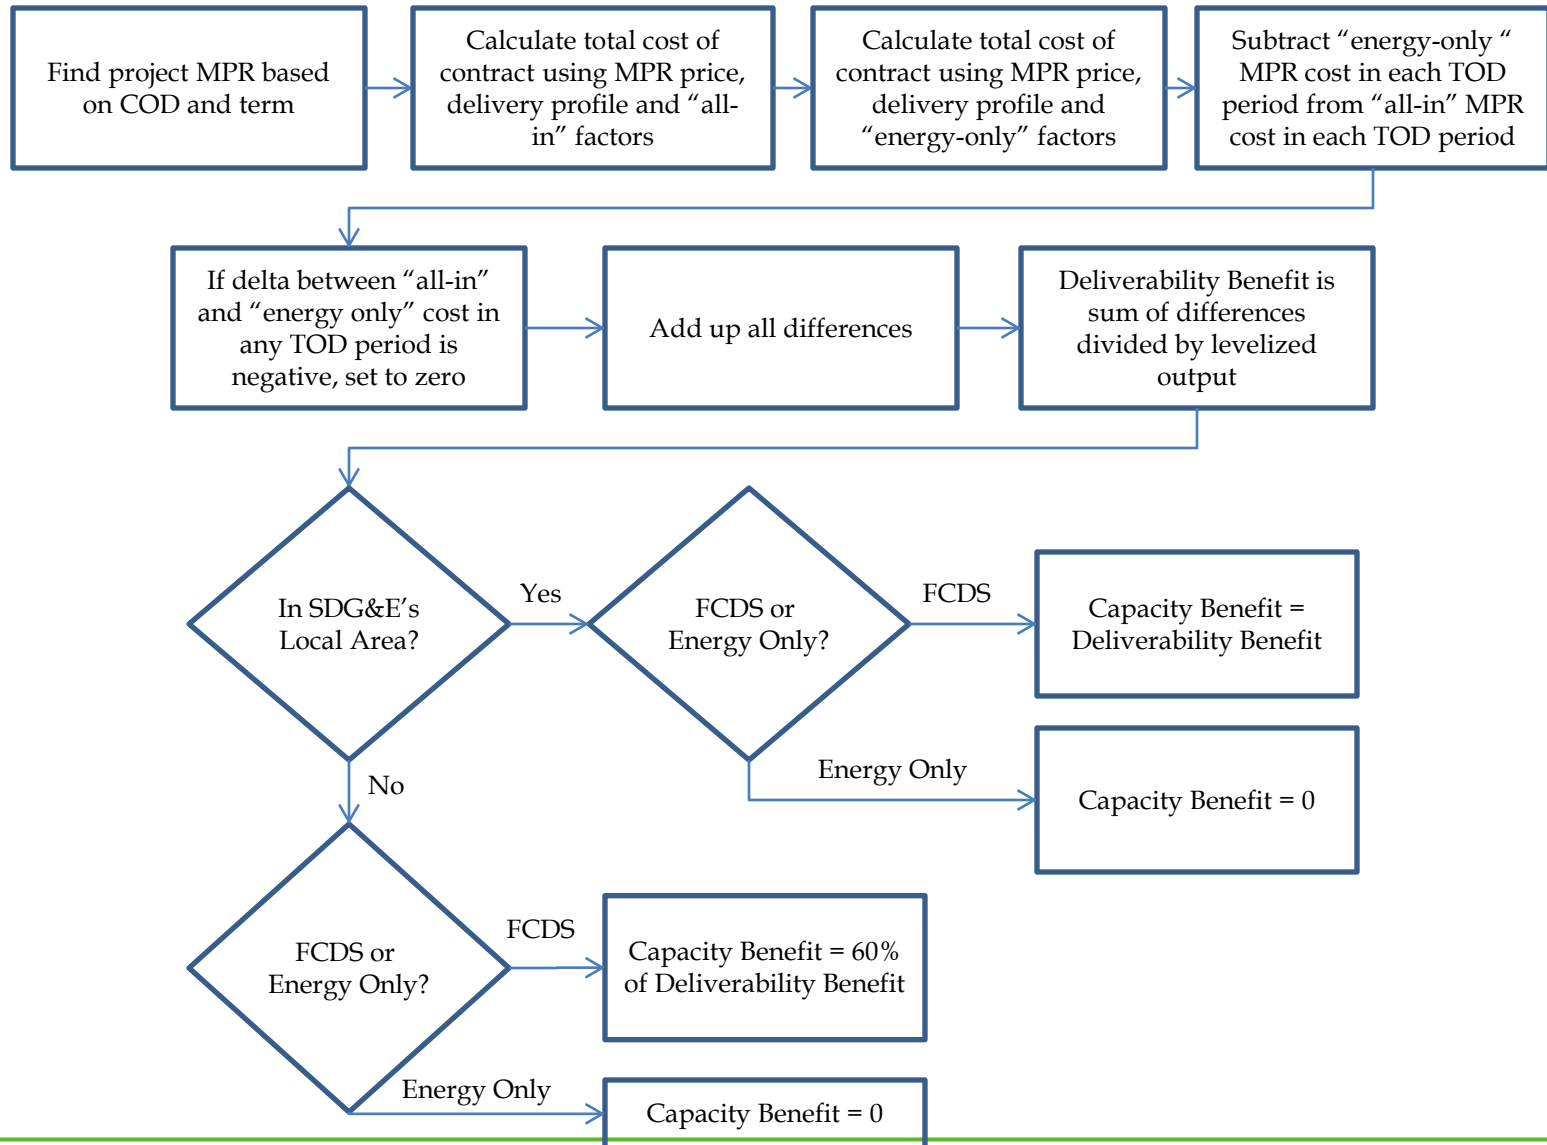 Find project MPR based
on COD and term
Calculate total cost of
contract using MPR price,
delivery profile and “all-
in” factors
Calculate total cost of
contract using MPR price,
delivery profile and
“energy-only” factors
Subtract “energy-only “
MPR cost in each TOD
period from “all-in” MPR
cost in each TOD period
If delta between “all-in”
and “energy only” cost in
any TOD period is
negative, set to zero
Add up all differences
Deliverability Benefit is
sum of differences
divided by levelized
output
In SDG&E’s
Local Area?
Yes
FCDS or
Energy Only?
FCDS
Capacity Benefit =
Deliverability Benefit
Energy Only
Capacity Benefit = 0
No
FCDS or
Energy Only?
FCDS
Capacity Benefit = 60%
of Deliverability Benefit
Energy Only
Capacity Benefit = 0